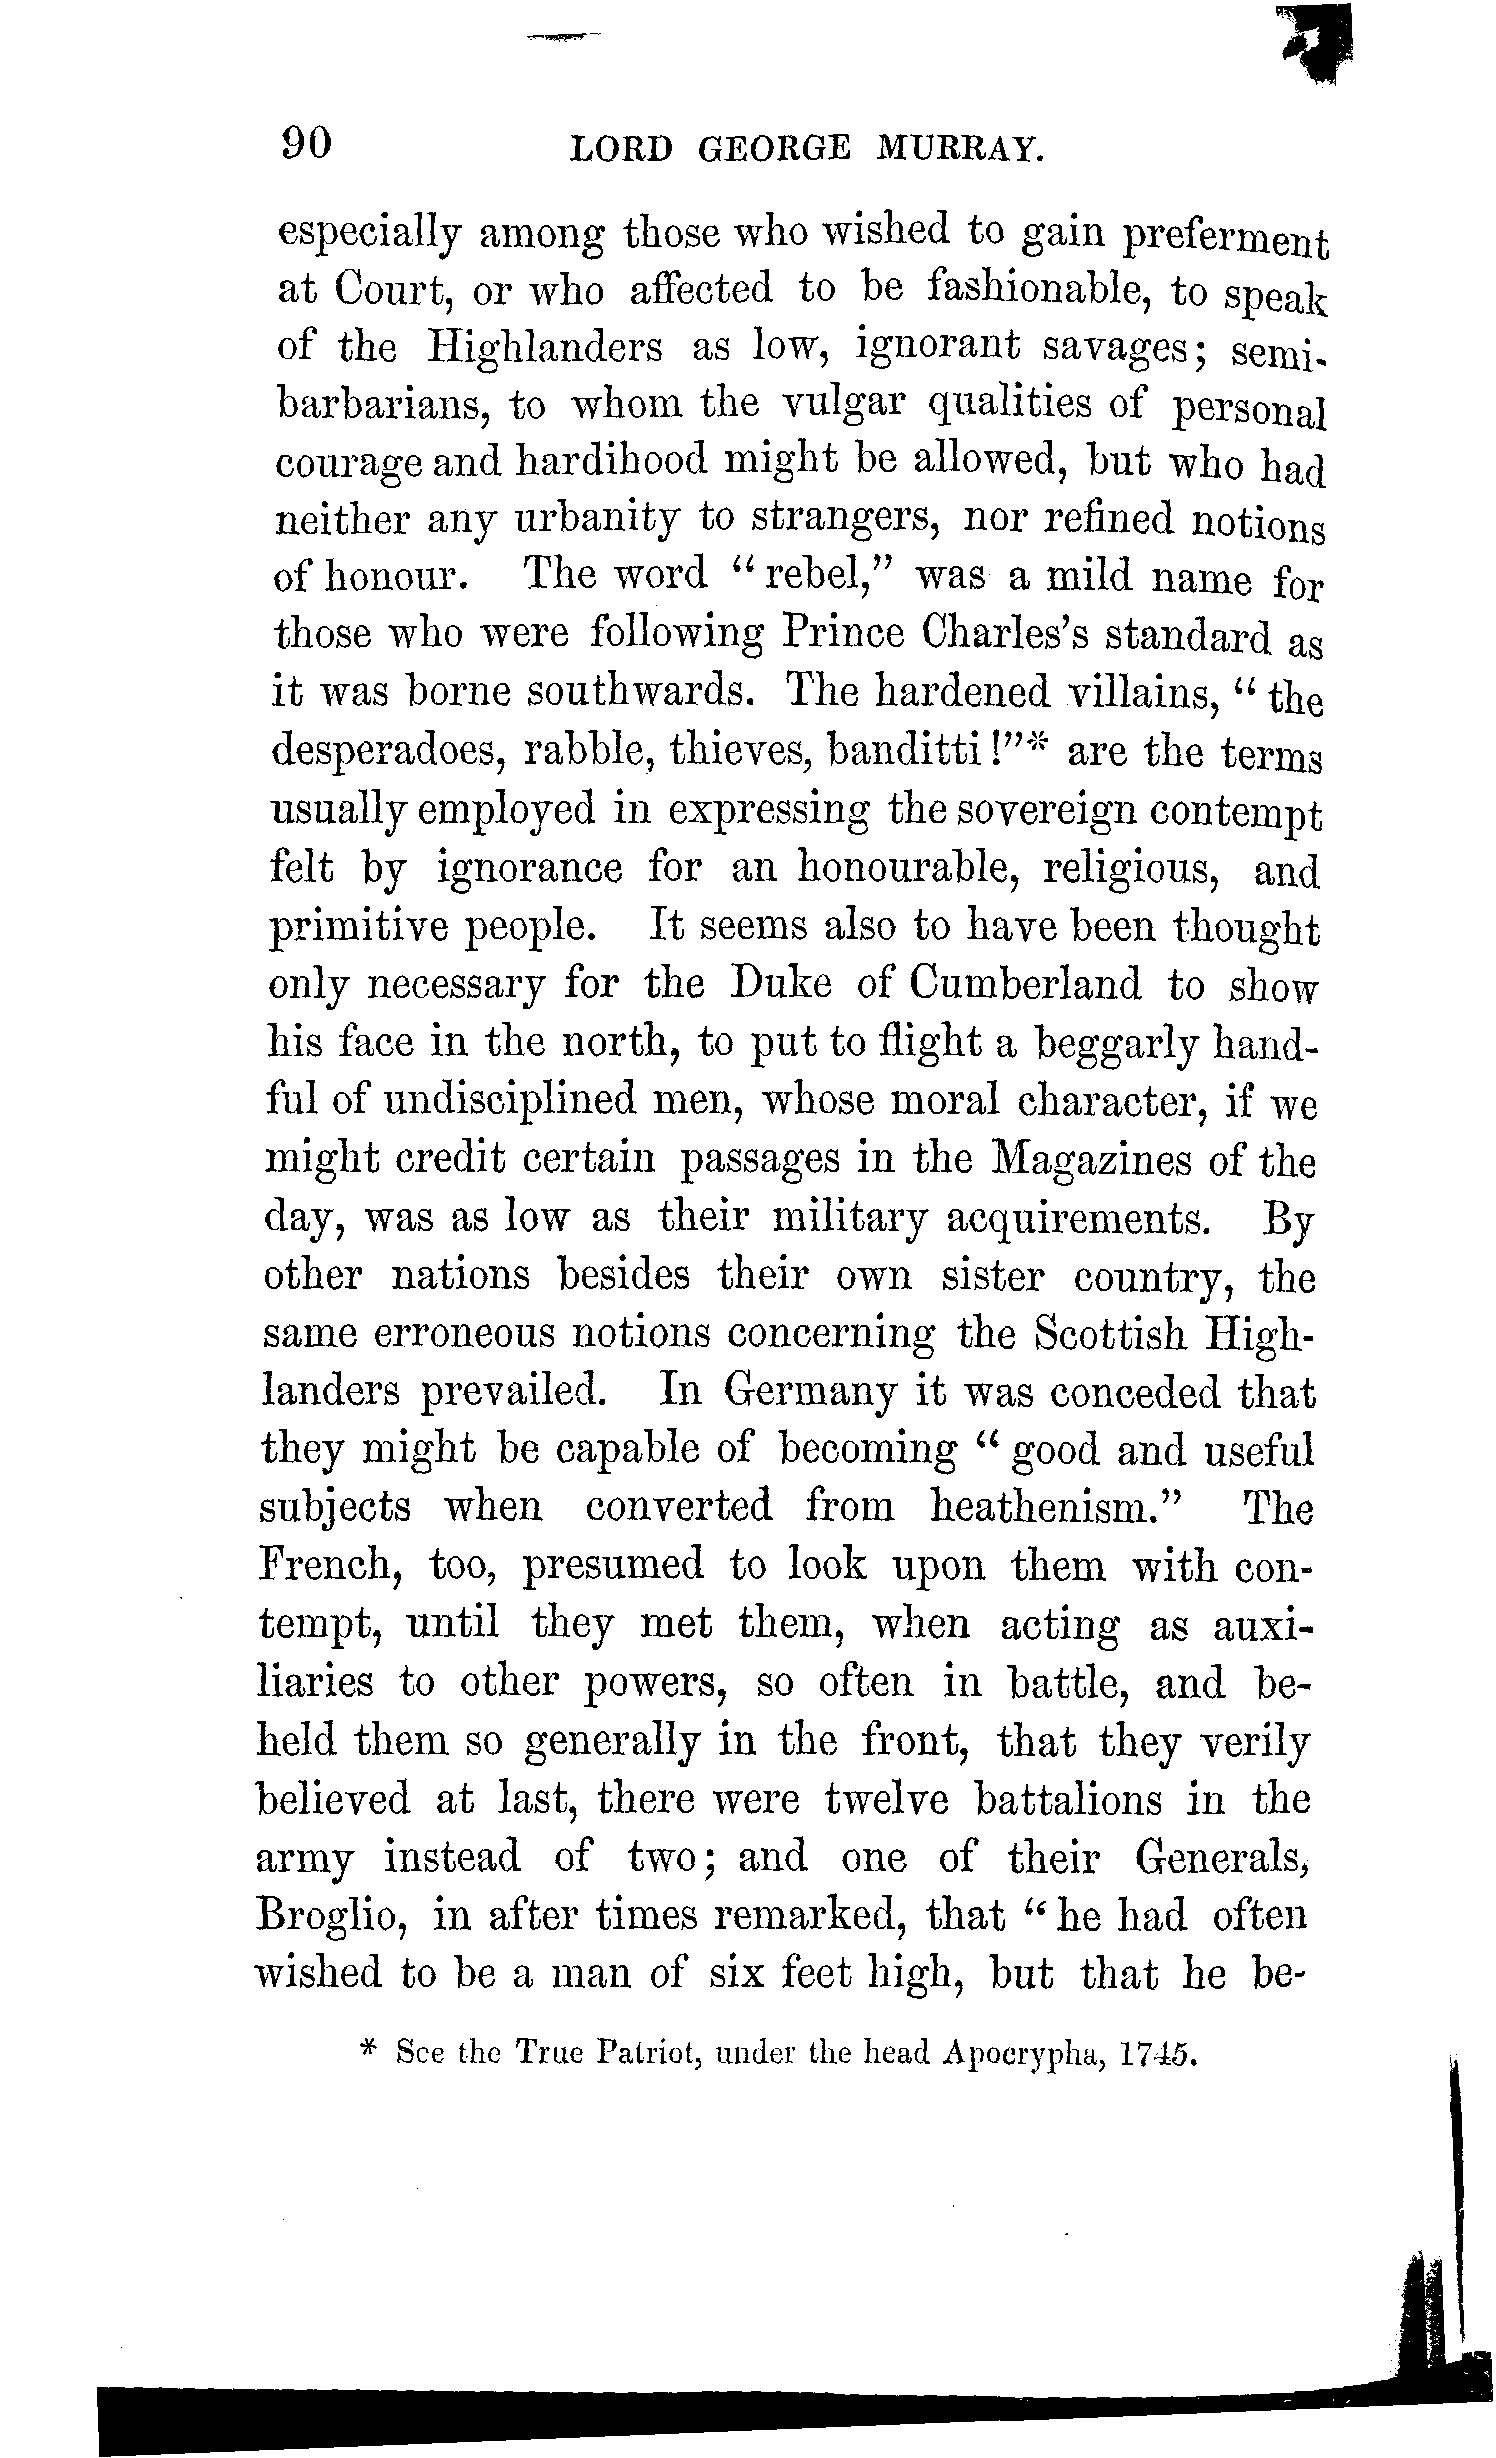 90 LORD GEORGE MURRAY.
especially among those who wished to gain preferment
at Court, or who affected to be fashionable, to speak
of the Highlanders as low, ignorant savages; semi-
barbarians, to whom the vulgar qualities of personal
courage and hardihood might be allowed, but who had
neither any urbanity to strangers, nor refined notions
of honour. The word "rebel," was a mild name for
those who were following Prince Charles's standard as
it was borne southwards. The hardened villains, "the
desperadoes, rabble, thieves, banditti!"* are the terms
usually employed in expressing the sovereign contempt
felt by ignorance for an honourable, religious, and
primitive people. It seems also to have been thought
only necessary for the Duke of Cumberland to show
his face in the north, to put to flight a beggarly hand-
ful of undisciplined men, whose moral character, if we
might credit certain passages in the Magazines of the
day, was as low as their military acquirements. By
other nations besides their own sister country, the
same erroneous notions concerning the Scottish High-
landers prevailed. In Germany it was conceded that
they might be capable of becoming "good and useful
subjects when converted from heathenism." The
French, too, presumed to look upon them with con-
tempt, until they met them, when acting as auxi-
liaries to other powers, so often in battle, and be-
held them so generally in the front, that they verily
believed at last, there were twelve battalions in the
army instead of two; and one of their Generals,
Broglio, in after times remarked, that "he had often
wished to be a man of six feet high, but that he be-
* See the True Patriot, under the head Apocrypha, 1745.